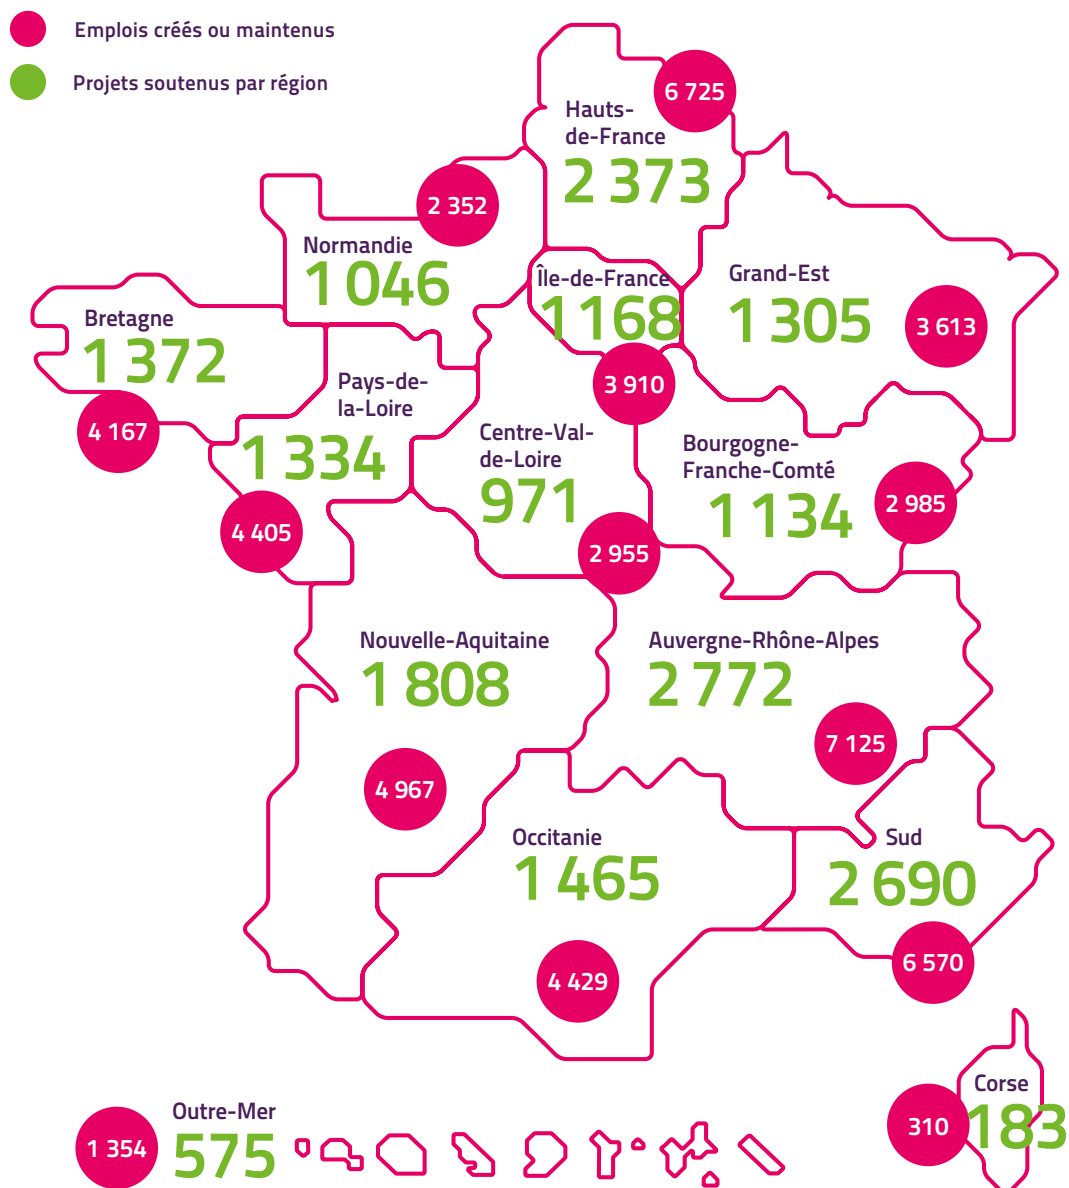 Emplois créés ou maintenus
Projets soutenus par région
6 725
Hauts-
de-France
2 373
2 352
Normandie
1 046
Île-de-France
1 168
3 910
Grand-Est
1 305
3 613
Bretagne
1 372
4 167
Pays-de-
la-Loire
1 334
4 405
Centre-Val-
de-Loire
971
2 955
Bourgogne-
Franche-Comté
1 134
2 985
Nouvelle-Aquitaine
1 808
4 967
Auvergne-Rhône-Alpes
2 772
7 125
Occitanie
1 465
4 429
Sud
2 690
6 570
Corse
183
310
Outre-Mer
575
1 354